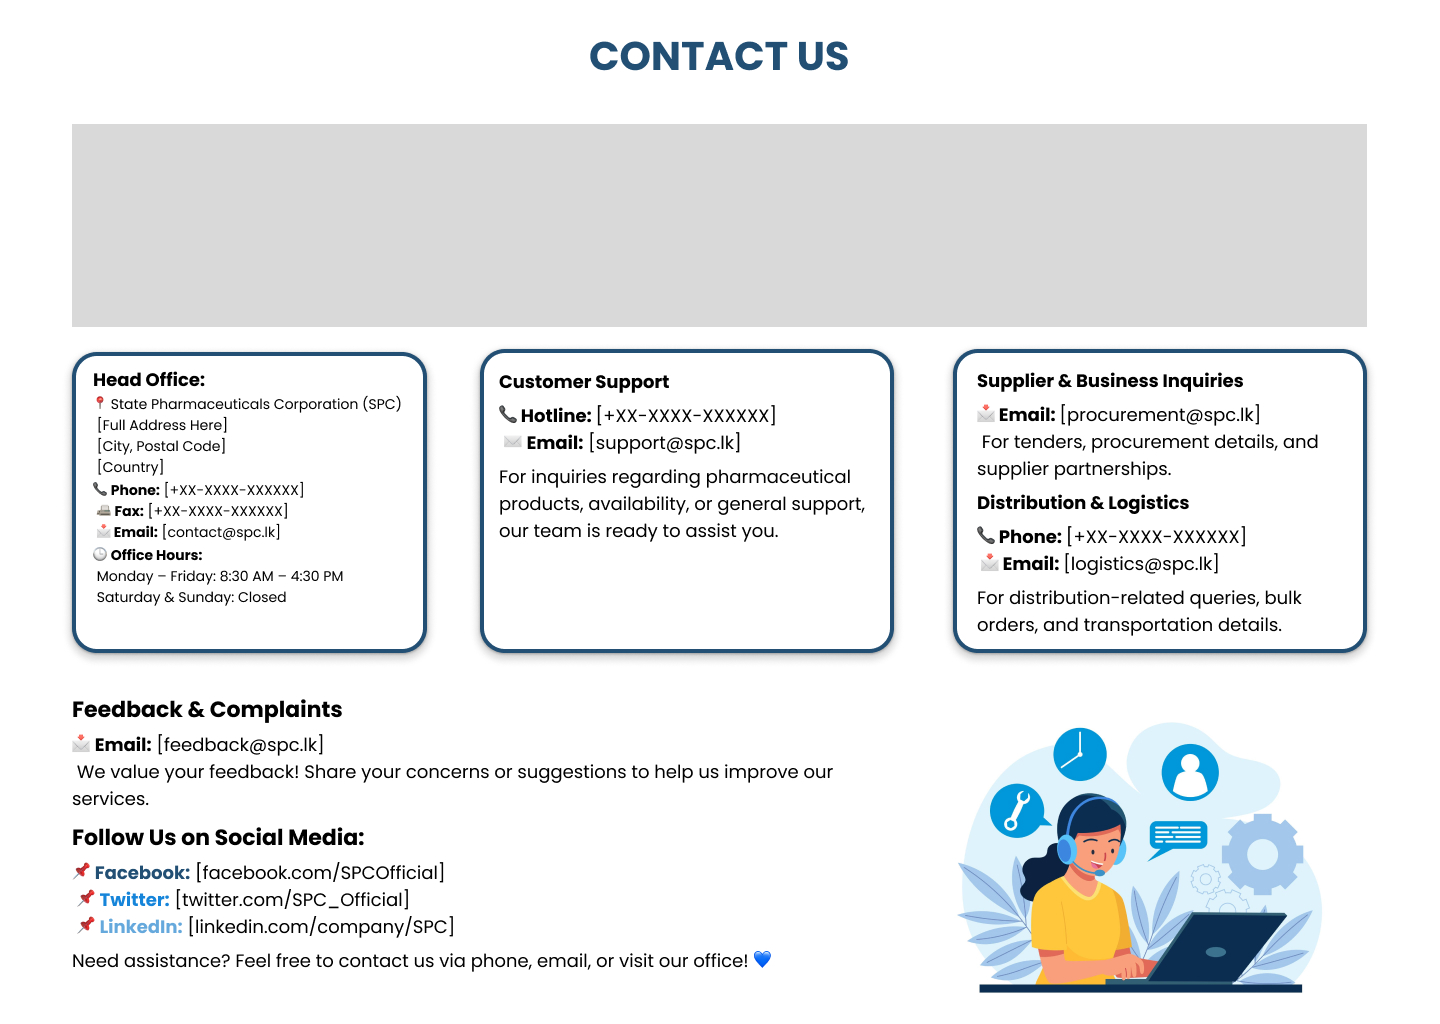 CONTACT US
Head Office:
📍 State Pharmaceuticals Corporation (SPC)
[Full Address Here]
[City, Postal Code]
[Country]
📞 Phone: [+XX-XXXX-XXXXXX]
📠 Fax: [+XX-XXXX-XXXXXX]
📩 Email: [contact@spc.lk]
🕒 Office Hours:
Monday – Friday: 8:30 AM – 4:30 PM
Saturday & Sunday: Closed
Customer Support
📞 Hotline: [+XX-XXXX-XXXXXX]
✉️ Email: [support@spc.lk]
For inquiries regarding pharmaceutical
products, availability, or general support,
our team is ready to assist you.
Supplier & Business Inquiries
📩 Email: [procurement@spc.lk]
For tenders, procurement details, and
supplier partnerships.
Distribution & Logistics
📞 Phone: [+XX-XXXX-XXXXXX]
📩 Email: [logistics@spc.lk]
For distribution-related queries, bulk
orders, and transportation details.
Feedback & Complaints
📩 Email: [feedback@spc.lk]
We value your feedback! Share your concerns or suggestions to help us improve our
services.
Follow Us on Social Media:
📌 Facebook: [facebook.com/SPCOfficial]
📌 Twitter: [twitter.com/SPC_Official]
📌 LinkedIn: [linkedin.com/company/SPC]
Need assistance? Feel free to contact us via phone, email, or visit our office! 💙